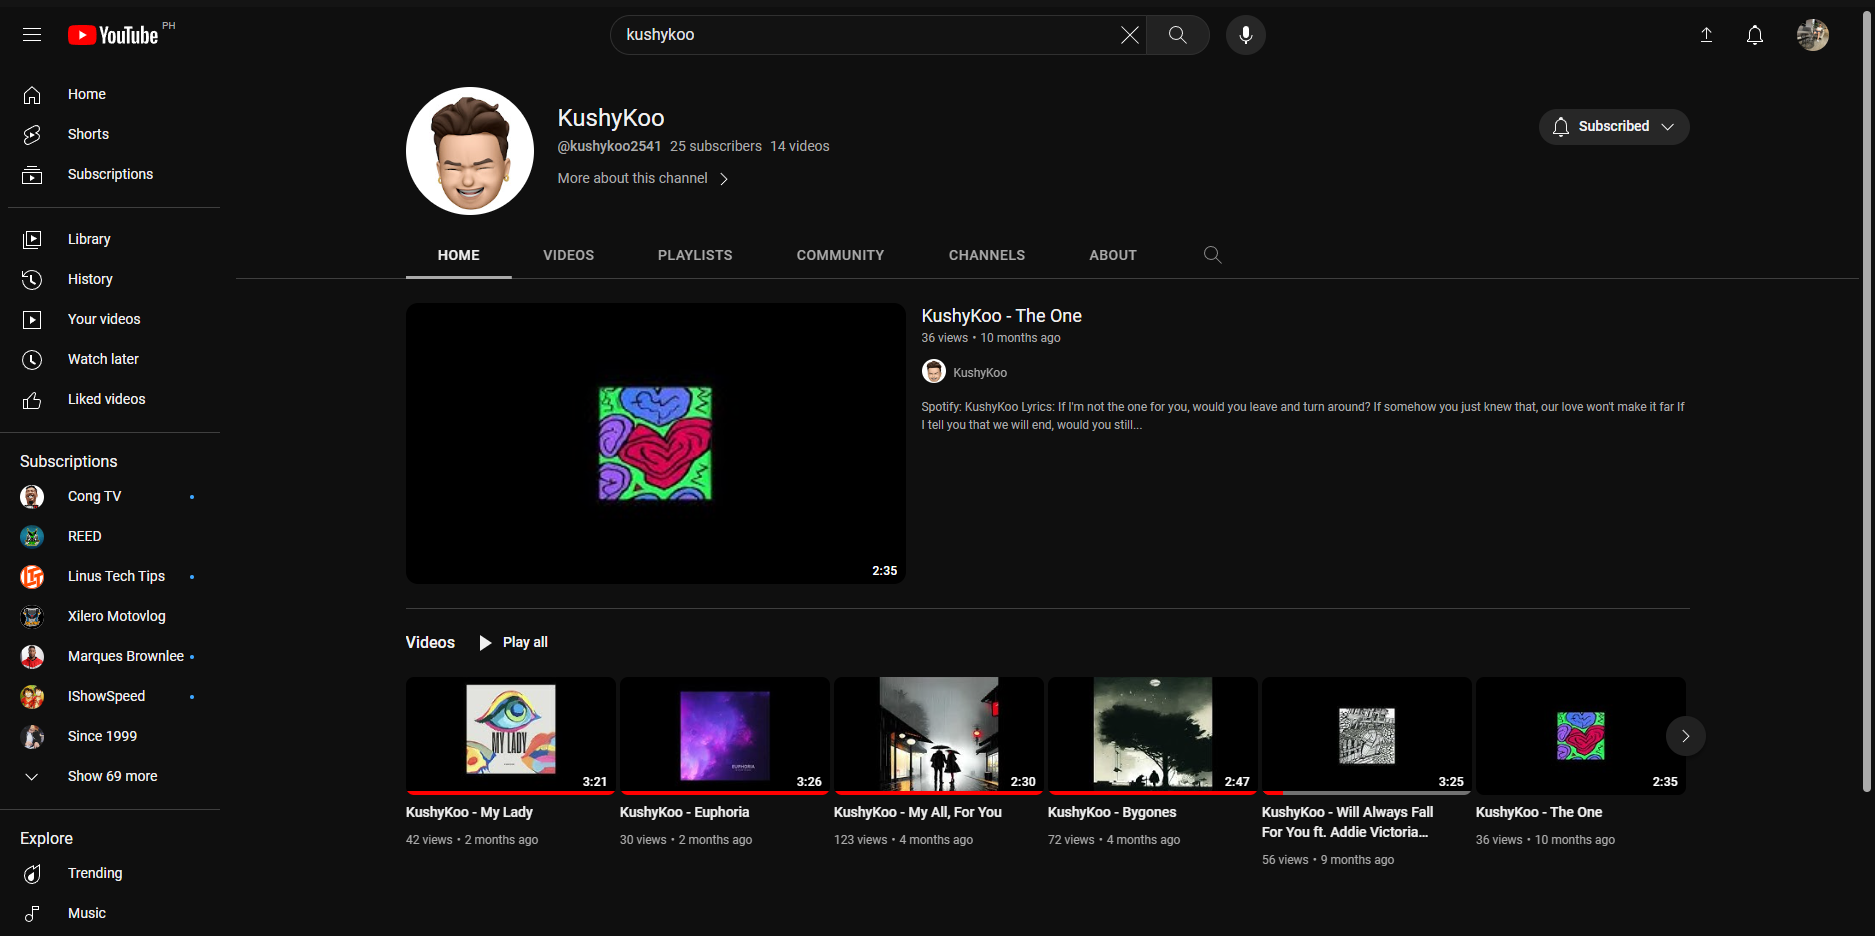 YouTube PH
kushykoo
Home
Shorts
Subscriptions
Library
History
Your videos
Watch later
Liked videos
Subscriptions
Cong TV
REED
Linus Tech Tips
Xilero Motovlog
Marques Brownlee
IShowSpeed
Since 1999
Show 69 more
Explore
Trending
Music
KushyKoo
@kushykoo2541 25 subscribers 14 videos
More about this channel
Subscribed
HOME VIDEOS PLAYLISTS COMMUNITY CHANNELS ABOUT
2:35
KushyKoo - The One
36 views • 10 months ago
KushyKoo
Spotify: KushyKoo Lyrics: If I'm not the one for you, would you leave and turn around? If somehow you just knew that, our love won't make it far If
I tell you that we will end, would you still...
Videos Play all
MY LADY
3:21
KushyKoo - My Lady
42 views • 2 months ago
EUPHORIA
3:26
KushyKoo - Euphoria
30 views • 2 months ago
2:30
KushyKoo - My All, For You
123 views • 4 months ago
2:47
KushyKoo - Bygones
72 views • 4 months ago
3:25
KushyKoo - Will Always Fall
For You ft. Addie Victoria...
56 views • 9 months ago
2:35
KushyKoo - The One
36 views • 10 months ago